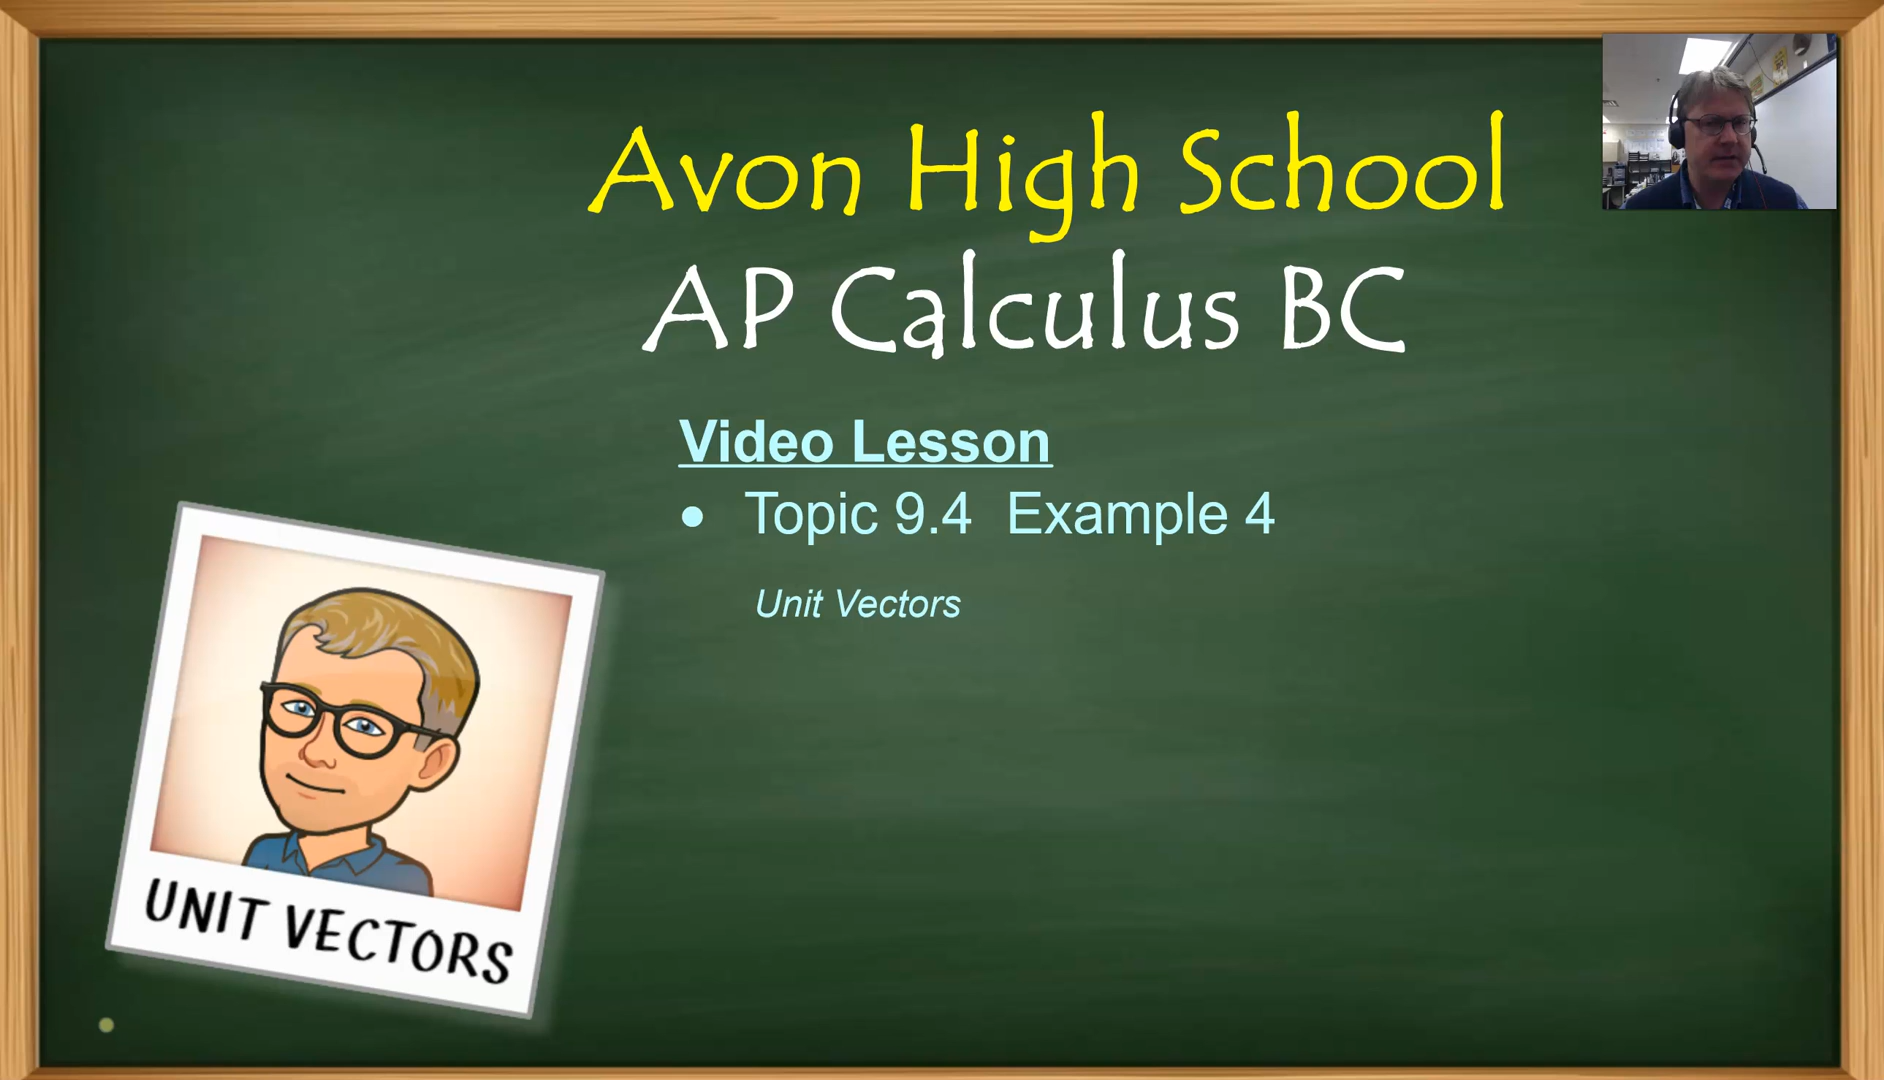 Avon High School
AP Calculus BC
Video Lesson
● Topic 9.4 Example 4
Unit Vectors
UNIT VECTORS